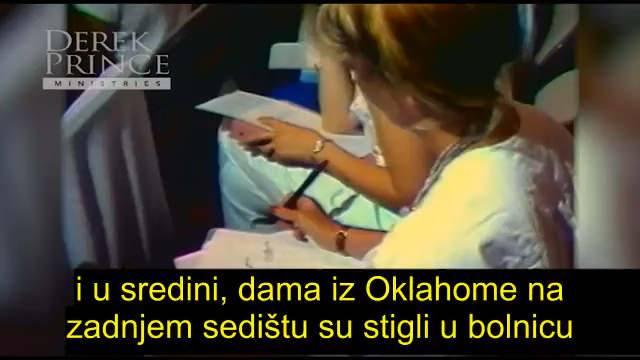 DEREK
PRINCE
MINISTRIES
i u sredini, dama iz Oklahome na
zadnjem sedištu su stigli u bolnicu